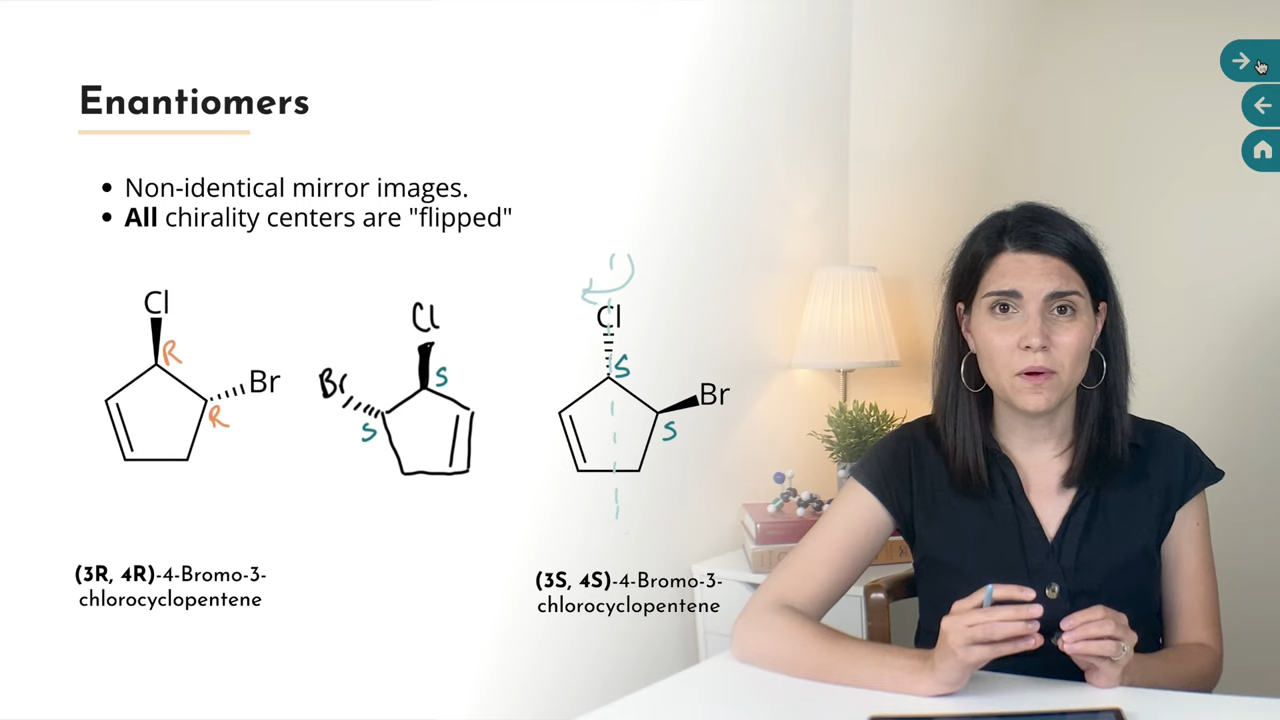 Enantiomers
• Non-identical mirror images.
• All chirality centers are "flipped"
Cl
R
Br
R
Cl
S
Br
S
Cl
S
Br
S
(3R, 4R)-4-Bromo-3-
chlorocyclopentene
(3S, 4S)-4-Bromo-3-
chlorocyclopentene